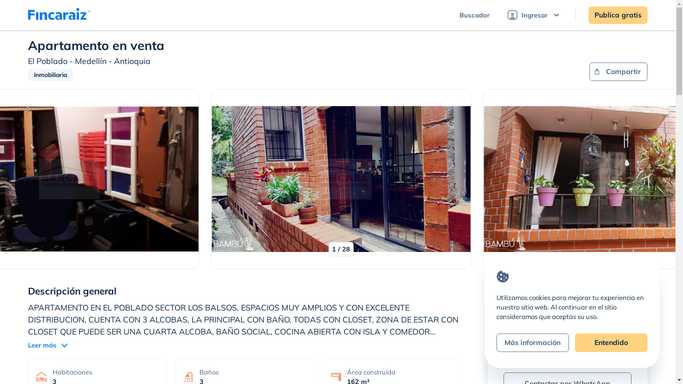 Fincaraiz
Buscador
Ingresar
Publica gratis
Apartamento en venta
El Poblado - Medellín - Antioquia
Inmobiliaria
Compartir
BAMBÚ
1 / 28
BAMBÚ
Descripción general
APARTAMENTO EN EL POBLADO SECTOR LOS BALSOS. ESPACIOS MUY AMPLIOS Y CON EXCELENTE
DISTRIBUCION, CUENTA CON 3 ALCOBAS, LA PRINCIPAL CON BAÑO, TODAS CON CLOSET, ZONA DE ESTAR CON
CLOSET QUE PUEDE SER UNA CUARTA ALCOBA, BAÑO SOCIAL, COCINA ABIERTA CON ISLA Y COMEDOR...
Leer más
Habitaciones
3
Baños
3
Área construida
162 m²
Utilizamos cookies para mejorar tu experiencia en
nuestro sitio web. Al continuar en el sitio
consideramos que aceptas su uso.
Más información
Entendido
Contactar por WhatsApp